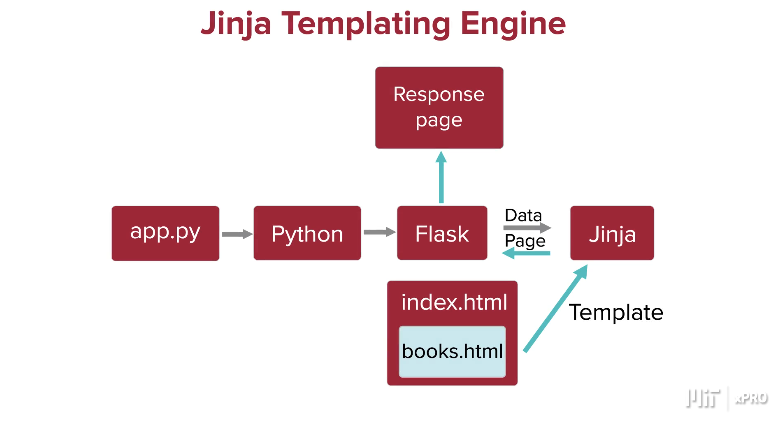 Jinja Templating Engine
Response
page
app.py
Python
Flask
Data
Page
Jinja
index.html
books.html
Template
MIT xPRO